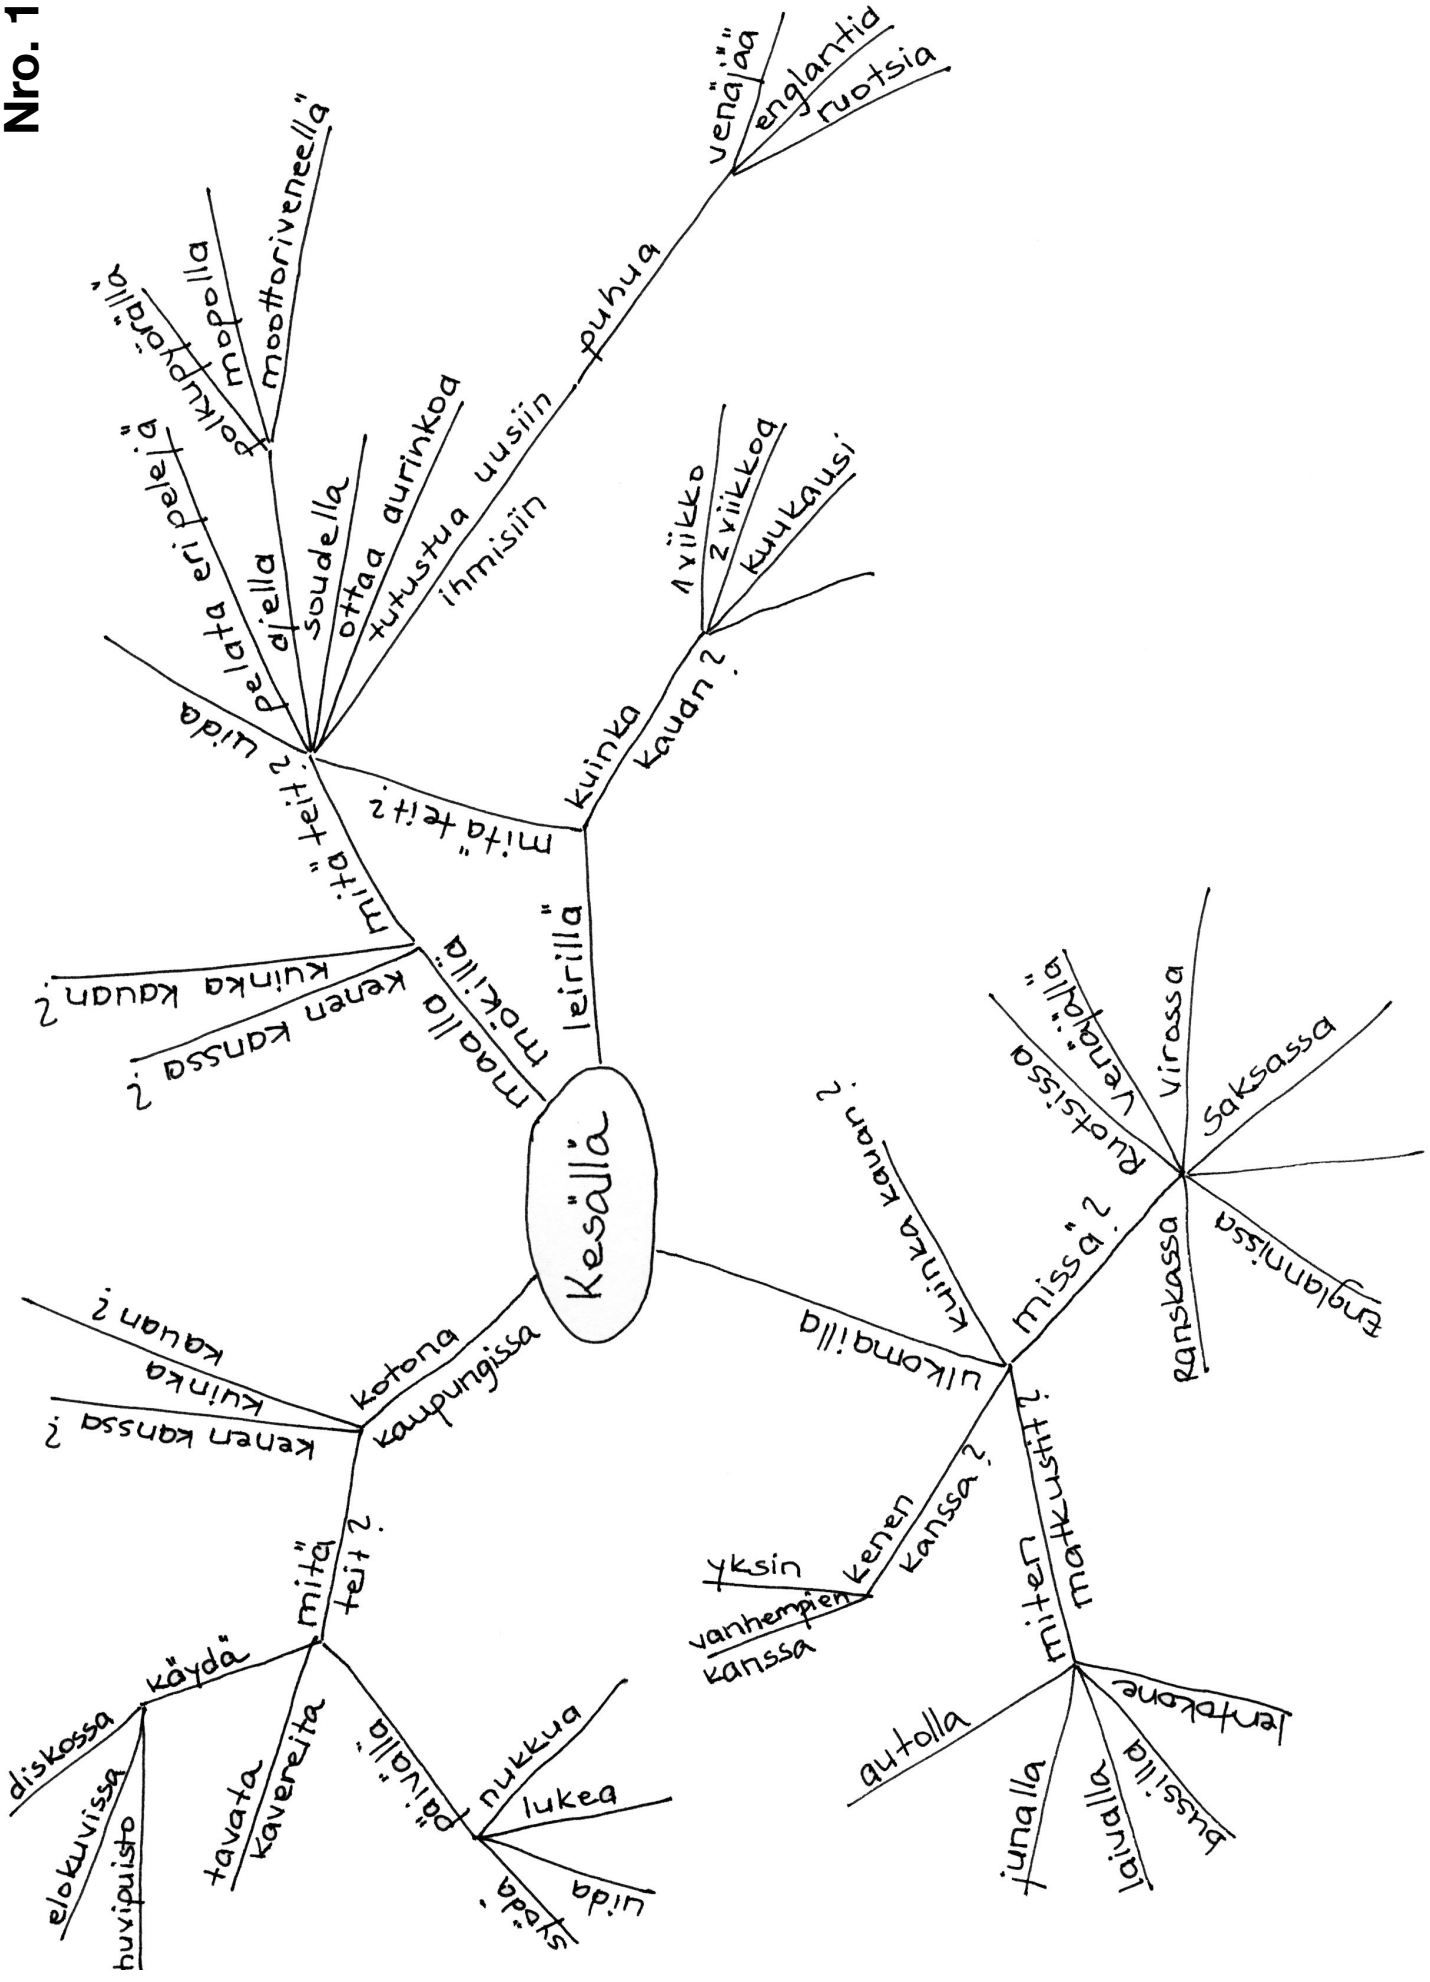 Nro. 1
Kesällä
maalla
mökillä
kuinka kauan?
kenen kanssa?
mitä teit?
uida
pelata eri pelejä
ajella
polkupyörällä
mopolla
moottoriveneellä
soudella
ottaa aurinkoa
tutustua uusiin
ihmisiin
puhua
venäjää
englantia
ruotsia
leirillä
mitä teit?
kuinka
kauan?
1 viikko
2 viikkoa
kuukausi
ulkomailla
kuinka kauan?
missä?
Ruotsissa
Venäjällä
Virossa
Saksassa
Englannissa
Ranskassa
miten
matkustit?
lentokone
bussilla
laivalla
junalla
autolla
kenen
kanssa?
yksin
vanhempien
kanssa
kotona
kaupungissa
kuinka
kauan?
kenen kanssa?
mitä
teit?
käydä
diskossa
elokuvissa
huvipuisto
tavata
kavereita
päivällä
nukkua
lukea
uida
syödä